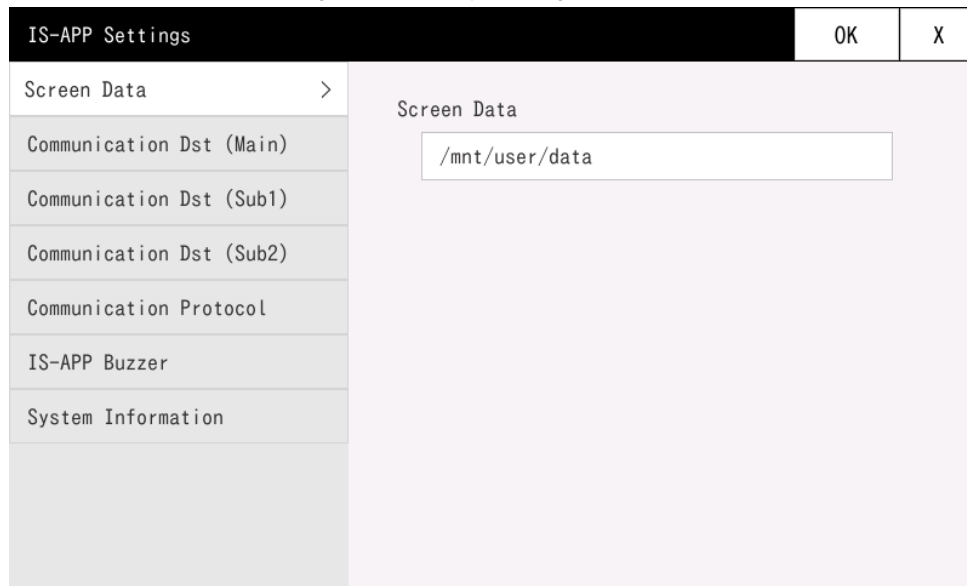 IS-APP Settings
OK
X
Screen Data >
Communication Dst (Main)
Communication Dst (Sub1)
Communication Dst (Sub2)
Communication Protocol
IS-APP Buzzer
System Information
Screen Data
/mnt/user/data